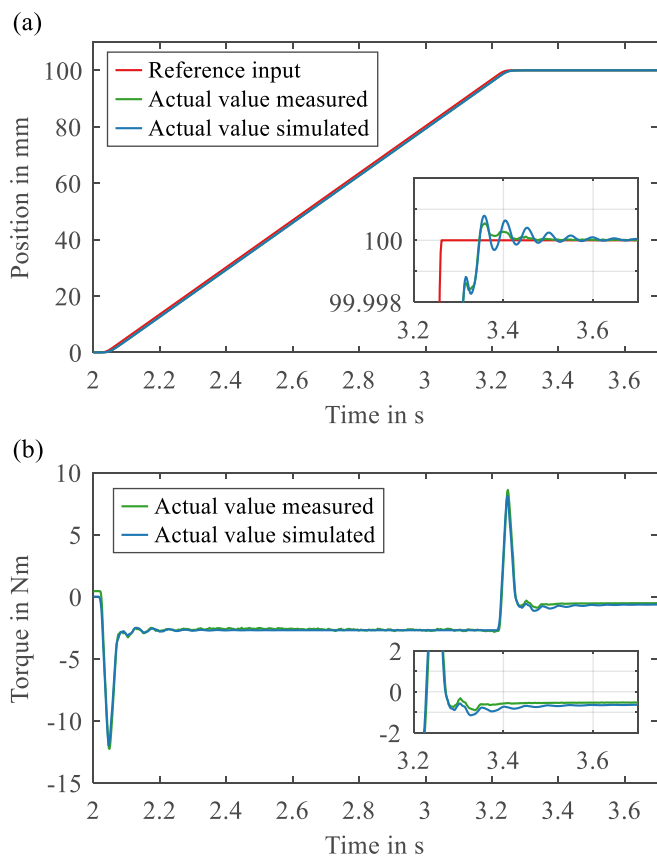 (a)
100
80
60
40
20
0
Position in mm
Reference input
Actual value measured
Actual value simulated
100
99.998
3.2 3.4 3.6
2 2.2 2.4 2.6 2.8 3 3.2 3.4 3.6
Time in s
(b)
10
5
0
-5
-10
-15
Torque in Nm
Actual value measured
Actual value simulated
2
0
-2
3.2 3.4 3.6
2 2.2 2.4 2.6 2.8 3 3.2 3.4 3.6
Time in s